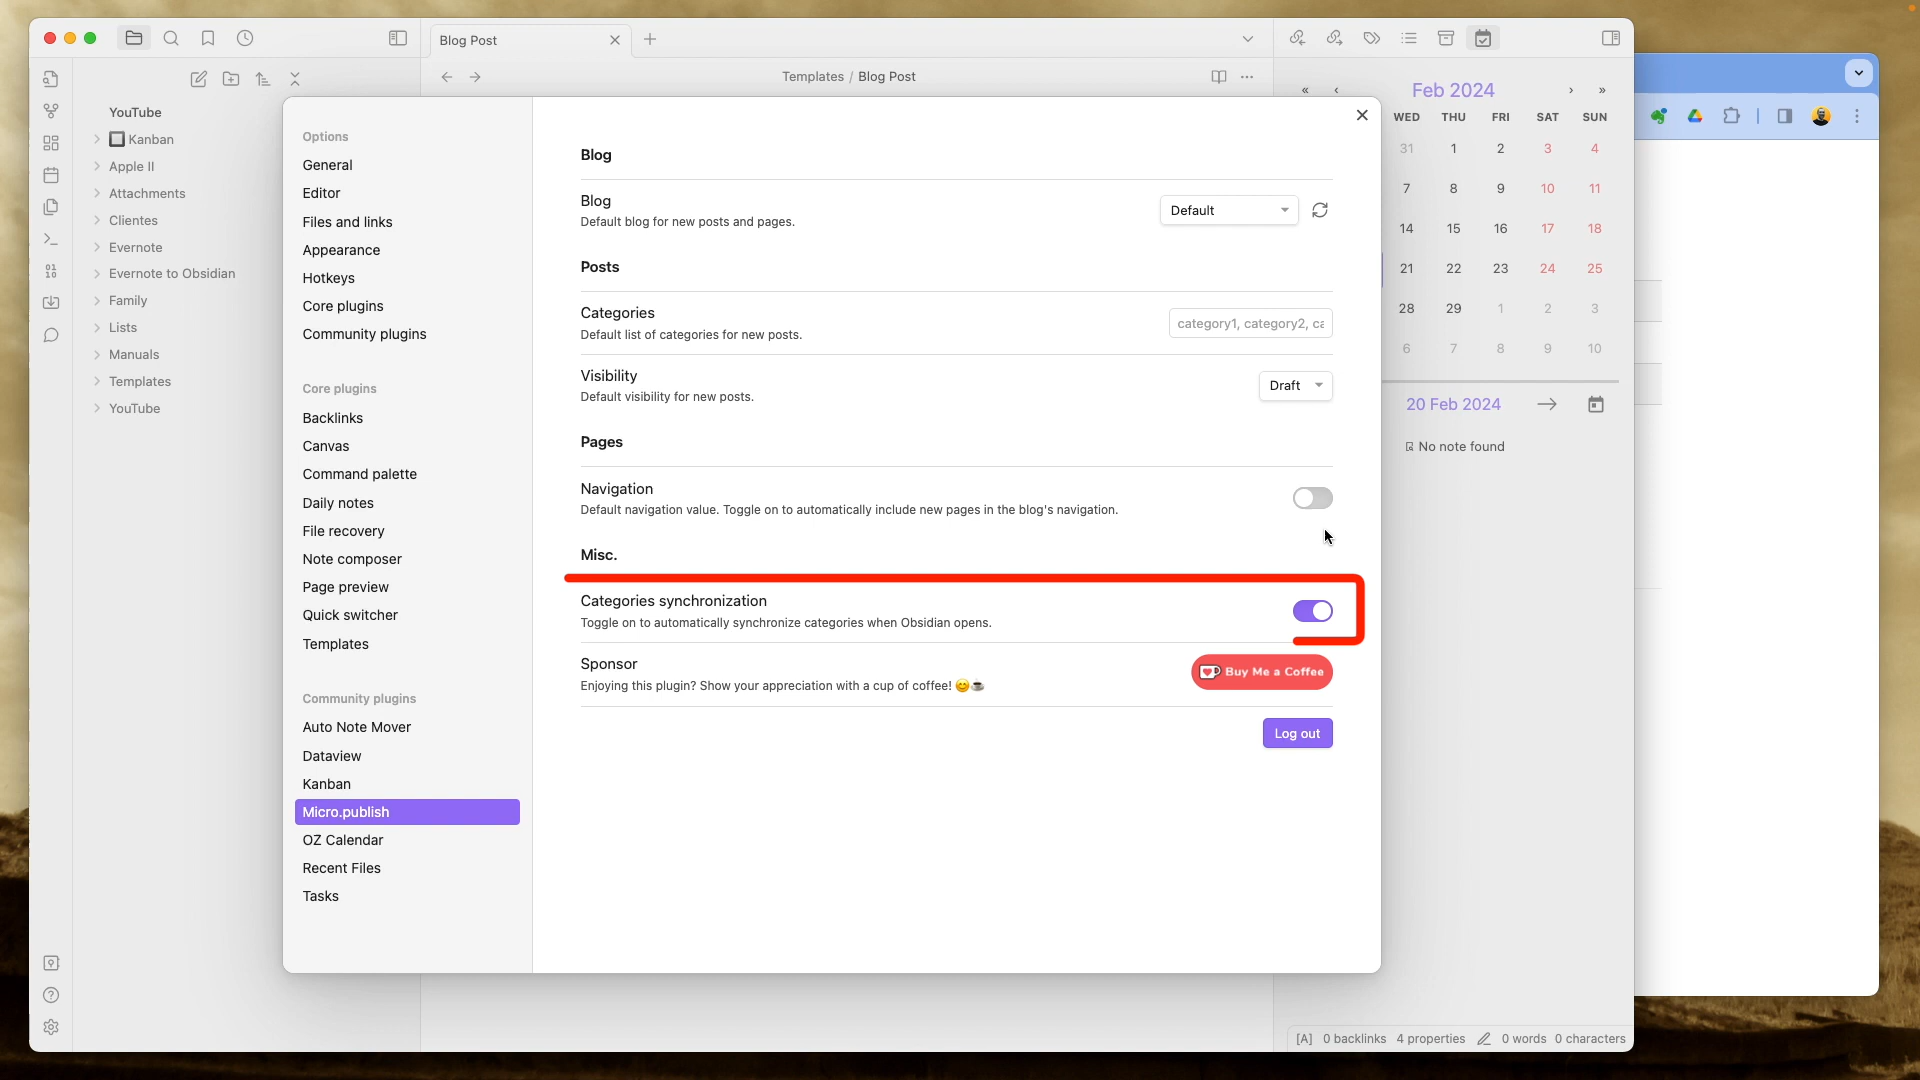 Blog Post
Templates / Blog Post
YouTube
Kanban
Apple II
Attachments
Clientes
Evernote
Evernote to Obsidian
Family
Lists
Manuals
Templates
YouTube
Options
General
Editor
Files and links
Appearance
Hotkeys
Core plugins
Community plugins
Core plugins
Backlinks
Canvas
Command palette
Daily notes
File recovery
Note composer
Page preview
Quick switcher
Templates
Community plugins
Auto Note Mover
Dataview
Kanban
Micro.publish
OZ Calendar
Recent Files
Tasks
Blog
Blog
Default blog for new posts and pages.
Default
Posts
Categories
Default list of categories for new posts.
category1, category2, ca
Visibility
Default visibility for new posts.
Draft
Pages
Navigation
Default navigation value. Toggle on to automatically include new pages in the blog's navigation.
Misc.
Categories synchronization
Toggle on to automatically synchronize categories when Obsidian opens.
Sponsor
Enjoying this plugin? Show your appreciation with a cup of coffee! 😊☕
Buy Me a Coffee
Log out
« ‹ Feb 2024 › »
WED THU FRI SAT SUN
31 1 2 3 4
7 8 9 10 11
14 15 16 17 18
21 22 23 24 25
28 29 1 2 3
6 7 8 9 10
20 Feb 2024
No note found
[A] 0 backlinks 4 properties 0 words 0 characters